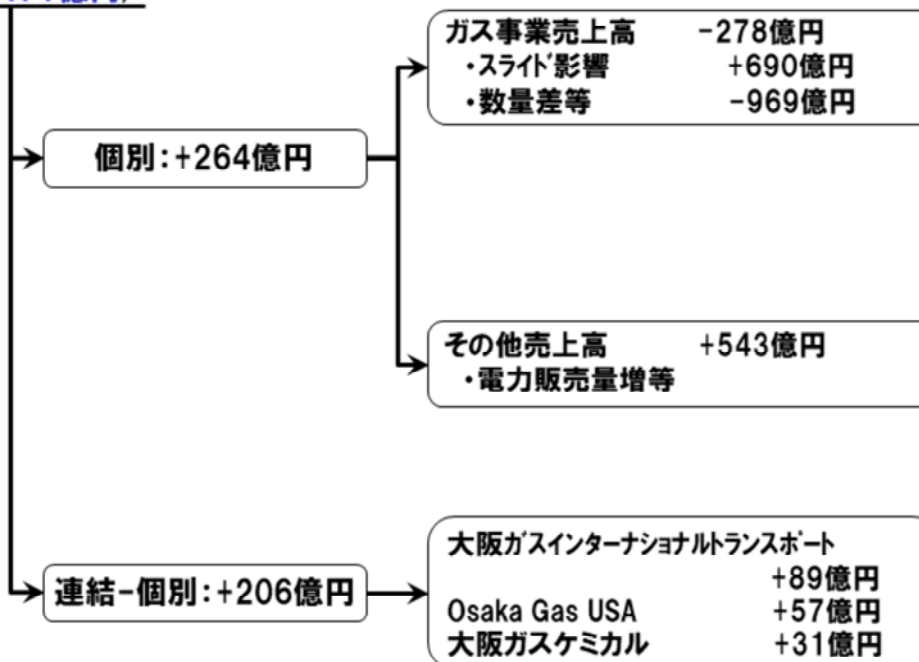 ガス事業売上高 -278億円
・スライド影響 +690億円
・数量差等 -969億円
個別:+264億円
その他売上高 +543億円
・電力販売量増等
大阪ガスインターナショナルトランスポート
+89億円
連結-個別:+206億円
Osaka Gas USA +57億円
大阪ガスケミカル +31億円